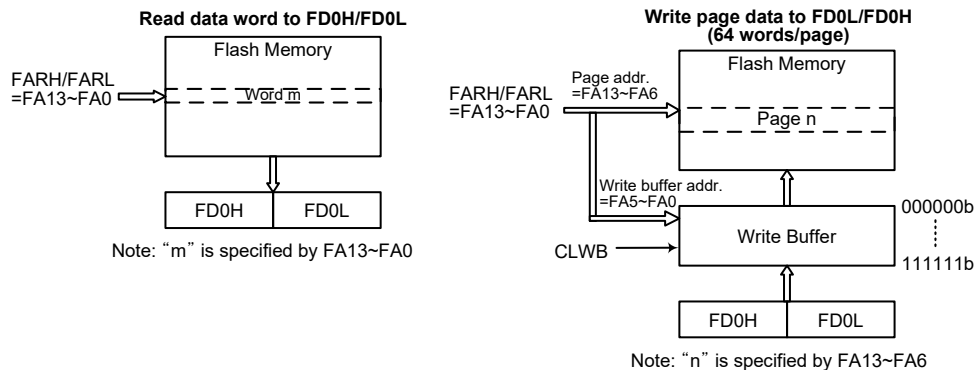 Read data word to FD0H/FD0L
Flash Memory
FARH/FARL
=FA13~FA0
Word m
FD0H
FD0L
Note: “m” is specified by FA13~FA0
Write page data to FD0L/FD0H
(64 words/page)
Flash Memory
FARH/FARL
=FA13~FA0
Page addr.
=FA13~FA6
Page n
Write buffer addr.
=FA5~FA0
CLWB
Write Buffer
000000b
111111b
FD0H
FD0L
Note: “n” is specified by FA13~FA6